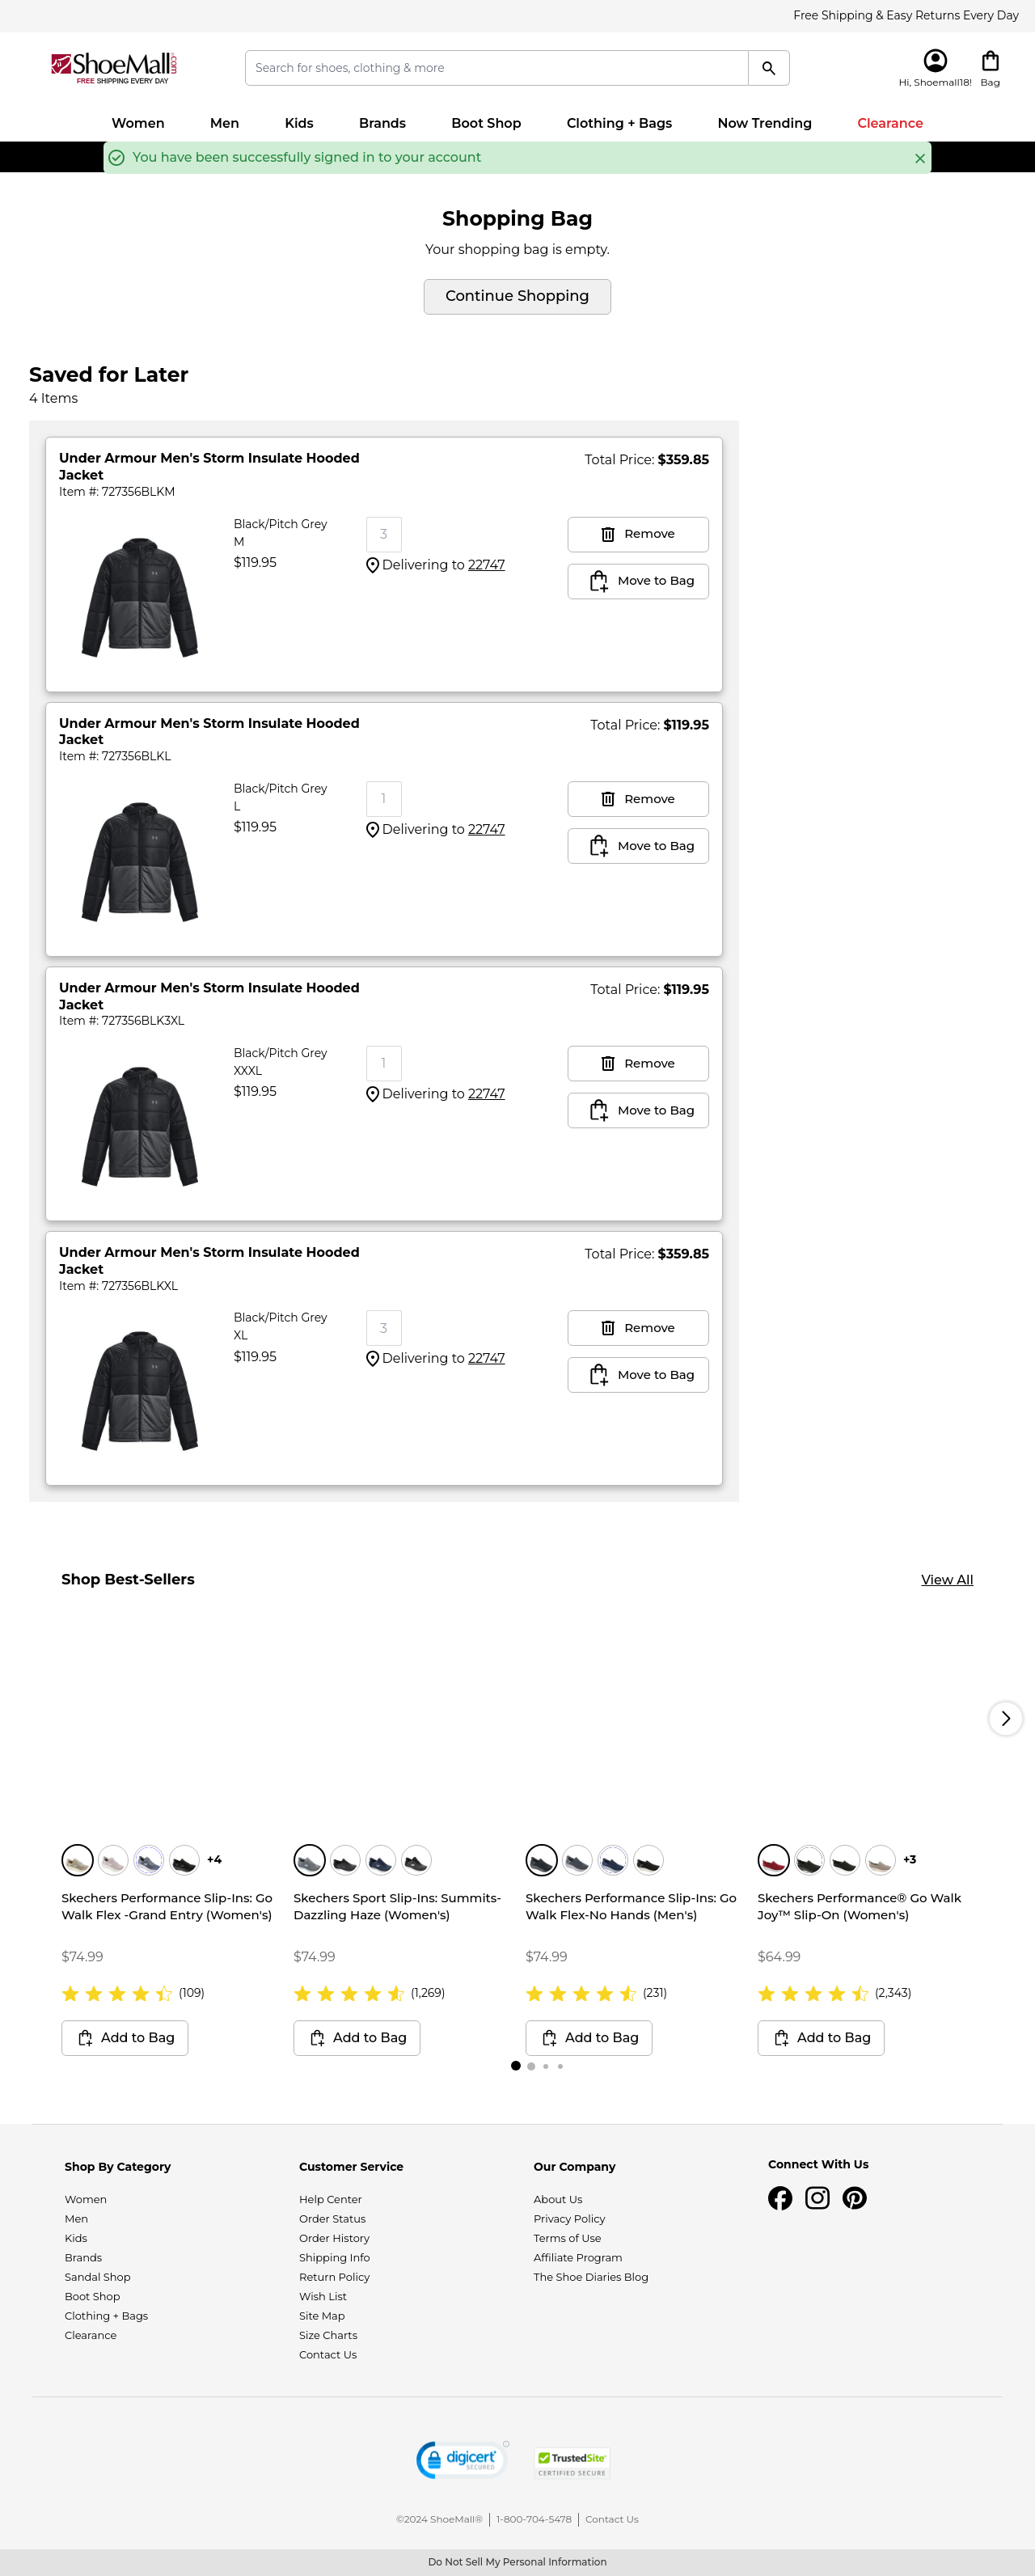 Free Shipping & Easy Returns Every Day
ShoeMall.com
FREE SHIPPING EVERY DAY
Search for shoes, clothing & more
Hi, Shoemall18!
Bag
Women
Men
Kids
Brands
Boot Shop
Clothing + Bags
Now Trending
Clearance
You have been successfully signed in to your account
Shopping Bag
Your shopping bag is empty.
Continue Shopping
Saved for Later
4 Items
Under Armour Men's Storm Insulate Hooded
Jacket
Item #: 727356BLKM
Total Price: $359.85
Black/Pitch Grey
M
$119.95
3
Delivering to 22747
Remove
Move to Bag
Under Armour Men's Storm Insulate Hooded
Jacket
Item #: 727356BLKL
Total Price: $119.95
Black/Pitch Grey
L
$119.95
1
Delivering to 22747
Remove
Move to Bag
Under Armour Men's Storm Insulate Hooded
Jacket
Item #: 727356BLK3XL
Total Price: $119.95
Black/Pitch Grey
XXXL
$119.95
1
Delivering to 22747
Remove
Move to Bag
Under Armour Men's Storm Insulate Hooded
Jacket
Item #: 727356BLKXL
Total Price: $359.85
Black/Pitch Grey
XL
$119.95
3
Delivering to 22747
Remove
Move to Bag
Shop Best-Sellers
View All
+4
Skechers Performance Slip-Ins: Go
Walk Flex -Grand Entry (Women's)
$74.99
(109)
Add to Bag
Skechers Sport Slip-Ins: Summits-
Dazzling Haze (Women's)
$74.99
(1,269)
Add to Bag
Skechers Performance Slip-Ins: Go
Walk Flex-No Hands (Men's)
$74.99
(231)
Add to Bag
+3
Skechers Performance® Go Walk
Joy™ Slip-On (Women's)
$64.99
(2,343)
Add to Bag
Shop By Category
Women
Men
Kids
Brands
Sandal Shop
Boot Shop
Clothing + Bags
Clearance
Customer Service
Help Center
Order Status
Order History
Shipping Info
Return Policy
Wish List
Site Map
Size Charts
Contact Us
Our Company
About Us
Privacy Policy
Terms of Use
Affiliate Program
The Shoe Diaries Blog
Connect With Us
digicert
SECURED
TrustedSite
CERTIFIED SECURE
©2024 ShoeMall®
1-800-704-5478
Contact Us
Do Not Sell My Personal Information